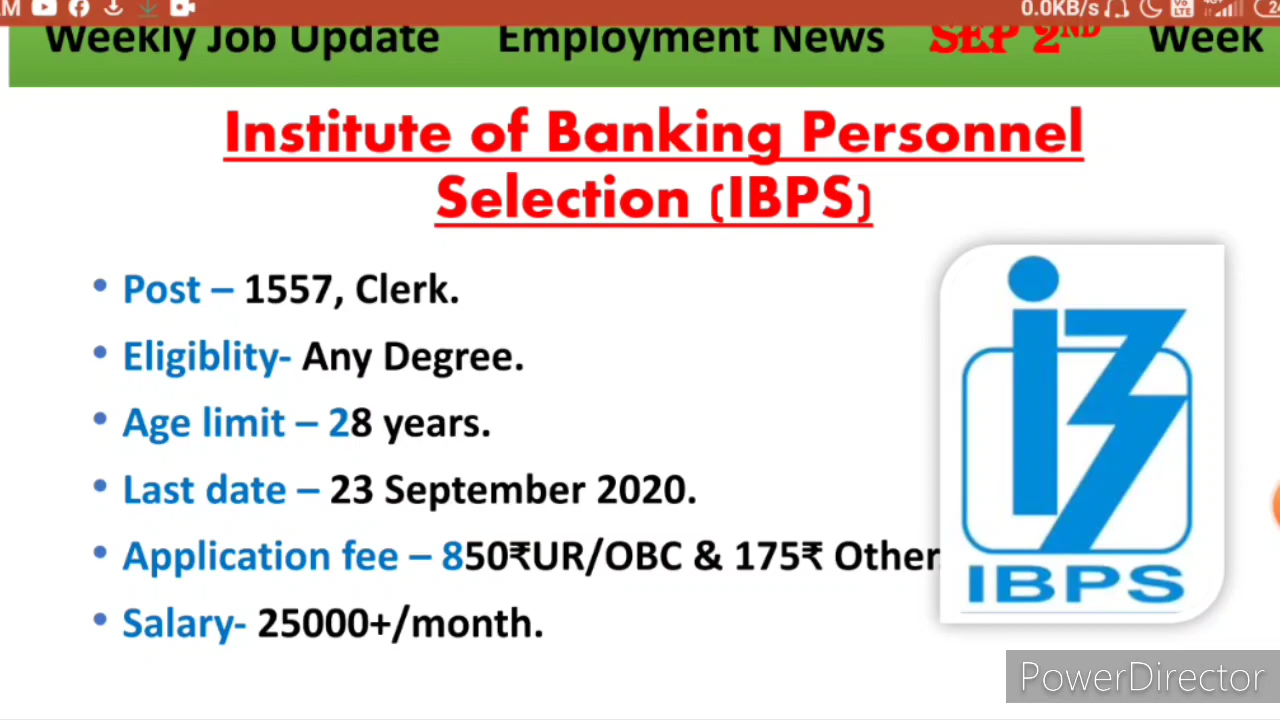 0.0KB/s
Weekly Job Update Employment News SEP 2ND Week
Institute of Banking Personnel
Selection (IBPS)
• Post – 1557, Clerk.
• Eligiblity- Any Degree.
• Age limit – 28 years.
• Last date – 23 September 2020.
• Application fee – 850₹UR/OBC & 175₹ Other
• Salary- 25000+/month.
IBPS
PowerDirector